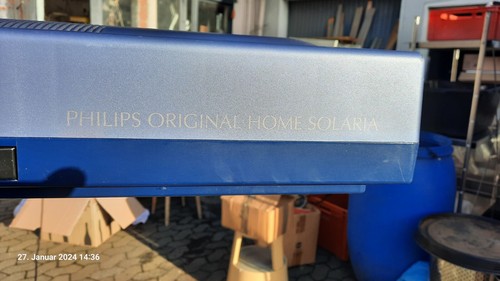 PHILIPS ORIGINAL HOME SOLARIA
27. Januar 2024 14:36